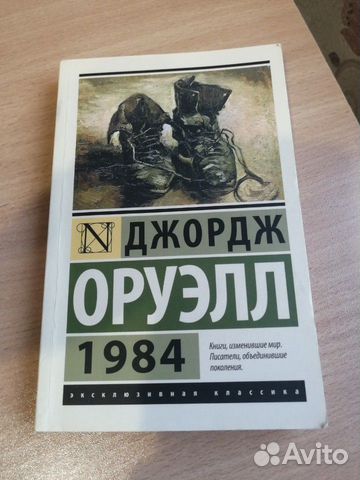 N ДЖОРДЖ
ОРУЭЛЛ
1984
Книги, изменившие мир.
Писатели, объединившие
поколения.
эксклюзивная классика
Avito